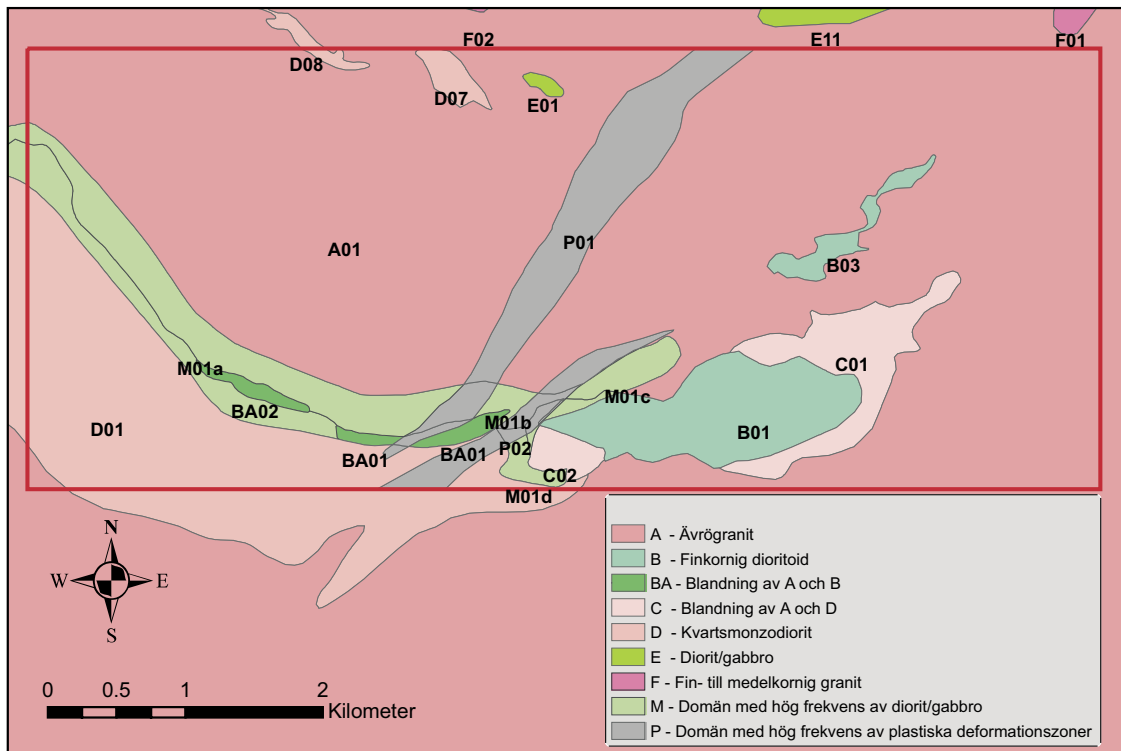 F02
E11
F01
D08
D07
E01
A01
P01
B03
M01a
C01
BA02
M01c
M01b
D01
B01
P02
BA01
BA01
C02
M01d
N
W
E
S
0
0.5
1
2
Kilometer
A - Ävrögranit
B - Finkornig dioritoid
BA - Blandning av A och B
C - Blandning av A och D
D - Kvartsmonzodiorit
E - Diorit/gabbro
F - Fin- till medelkornig granit
M - Domän med hög frekvens av diorit/gabbro
P - Domän med hög frekvens av plastiska deformationszoner